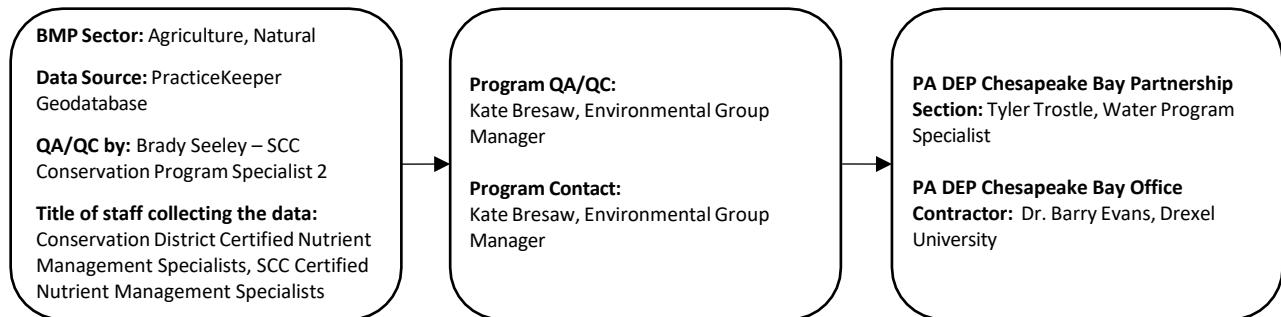 BMP Sector: Agriculture, Natural
Data Source: PracticeKeeper
Geodatabase
QA/QC by: Brady Seeley – SCC
Conservation Program Specialist 2
Title of staff collecting the data:
Conservation District Certified Nutrient
Management Specialists, SCC Certified
Nutrient Management Specialists
Program QA/QC:
Kate Bresaw, Environmental Group
Manager
Program Contact:
Kate Bresaw, Environmental Group
Manager
PA DEP Chesapeake Bay Partnership
Section: Tyler Trostle, Water Program
Specialist
PA DEP Chesapeake Bay Office
Contractor: Dr. Barry Evans, Drexel
University